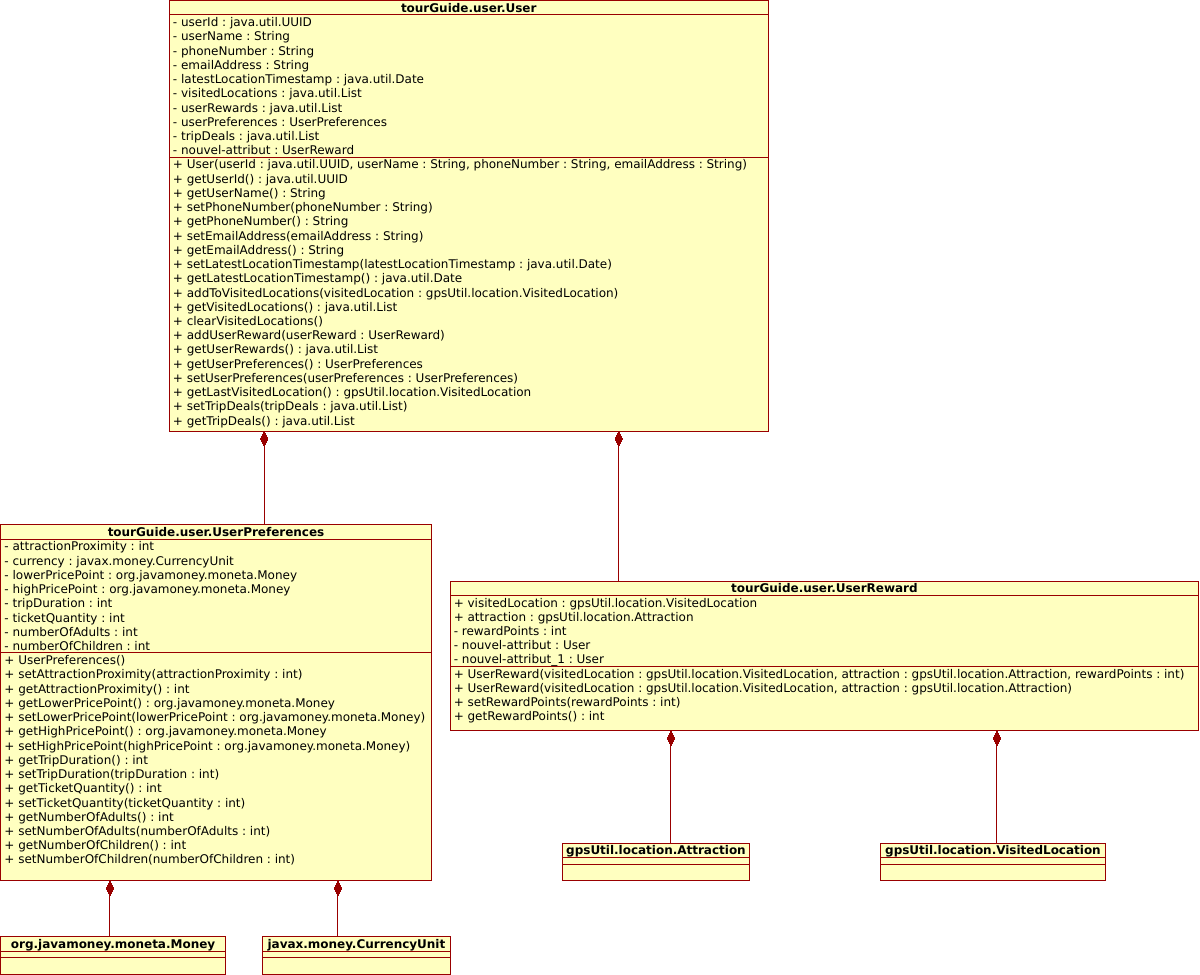 tourGuide.user.User
- userId : java.util.UUID
- userName : String
- phoneNumber : String
- emailAddress : String
- latestLocationTimestamp : java.util.Date
- visitedLocations : java.util.List
- userRewards : java.util.List
- userPreferences : UserPreferences
- tripDeals : java.util.List
- nouvel-attribut : UserReward
+ User(userId : java.util.UUID, userName : String, phoneNumber : String, emailAddress : String)
+ getUserId() : java.util.UUID
+ getUserName() : String
+ setPhoneNumber(phoneNumber : String)
+ getPhoneNumber() : String
+ setEmailAddress(emailAddress : String)
+ getEmailAddress() : String
+ setLatestLocationTimestamp(latestLocationTimestamp : java.util.Date)
+ getLatestLocationTimestamp() : java.util.Date
+ addToVisitedLocations(visitedLocation : gpsUtil.location.VisitedLocation)
+ getVisitedLocations() : java.util.List
+ clearVisitedLocations()
+ addUserReward(userReward : UserReward)
+ getUserRewards() : java.util.List
+ getUserPreferences() : UserPreferences
+ setUserPreferences(userPreferences : UserPreferences)
+ getLastVisitedLocation() : gpsUtil.location.VisitedLocation
+ setTripDeals(tripDeals : java.util.List)
+ getTripDeals() : java.util.List
tourGuide.user.UserPreferences
- attractionProximity : int
- currency : javax.money.CurrencyUnit
- lowerPricePoint : org.javamoney.moneta.Money
- highPricePoint : org.javamoney.moneta.Money
- tripDuration : int
- ticketQuantity : int
- numberOfAdults : int
- numberOfChildren : int
+ UserPreferences()
+ setAttractionProximity(attractionProximity : int)
+ getAttractionProximity() : int
+ getLowerPricePoint() : org.javamoney.moneta.Money
+ setLowerPricePoint(lowerPricePoint : org.javamoney.moneta.Money)
+ getHighPricePoint() : org.javamoney.moneta.Money
+ setHighPricePoint(highPricePoint : org.javamoney.moneta.Money)
+ getTripDuration() : int
+ setTripDuration(tripDuration : int)
+ getTicketQuantity() : int
+ setTicketQuantity(ticketQuantity : int)
+ getNumberOfAdults() : int
+ setNumberOfAdults(numberOfAdults : int)
+ getNumberOfChildren() : int
+ setNumberOfChildren(numberOfChildren : int)
tourGuide.user.UserReward
+ visitedLocation : gpsUtil.location.VisitedLocation
+ attraction : gpsUtil.location.Attraction
- rewardPoints : int
- nouvel-attribut : User
- nouvel-attribut_1 : User
+ UserReward(visitedLocation : gpsUtil.location.VisitedLocation, attraction : gpsUtil.location.Attraction, rewardPoints : int)
+ UserReward(visitedLocation : gpsUtil.location.VisitedLocation, attraction : gpsUtil.location.Attraction)
+ setRewardPoints(rewardPoints : int)
+ getRewardPoints() : int
gpsUtil.location.Attraction
gpsUtil.location.VisitedLocation
org.javamoney.moneta.Money
javax.money.CurrencyUnit